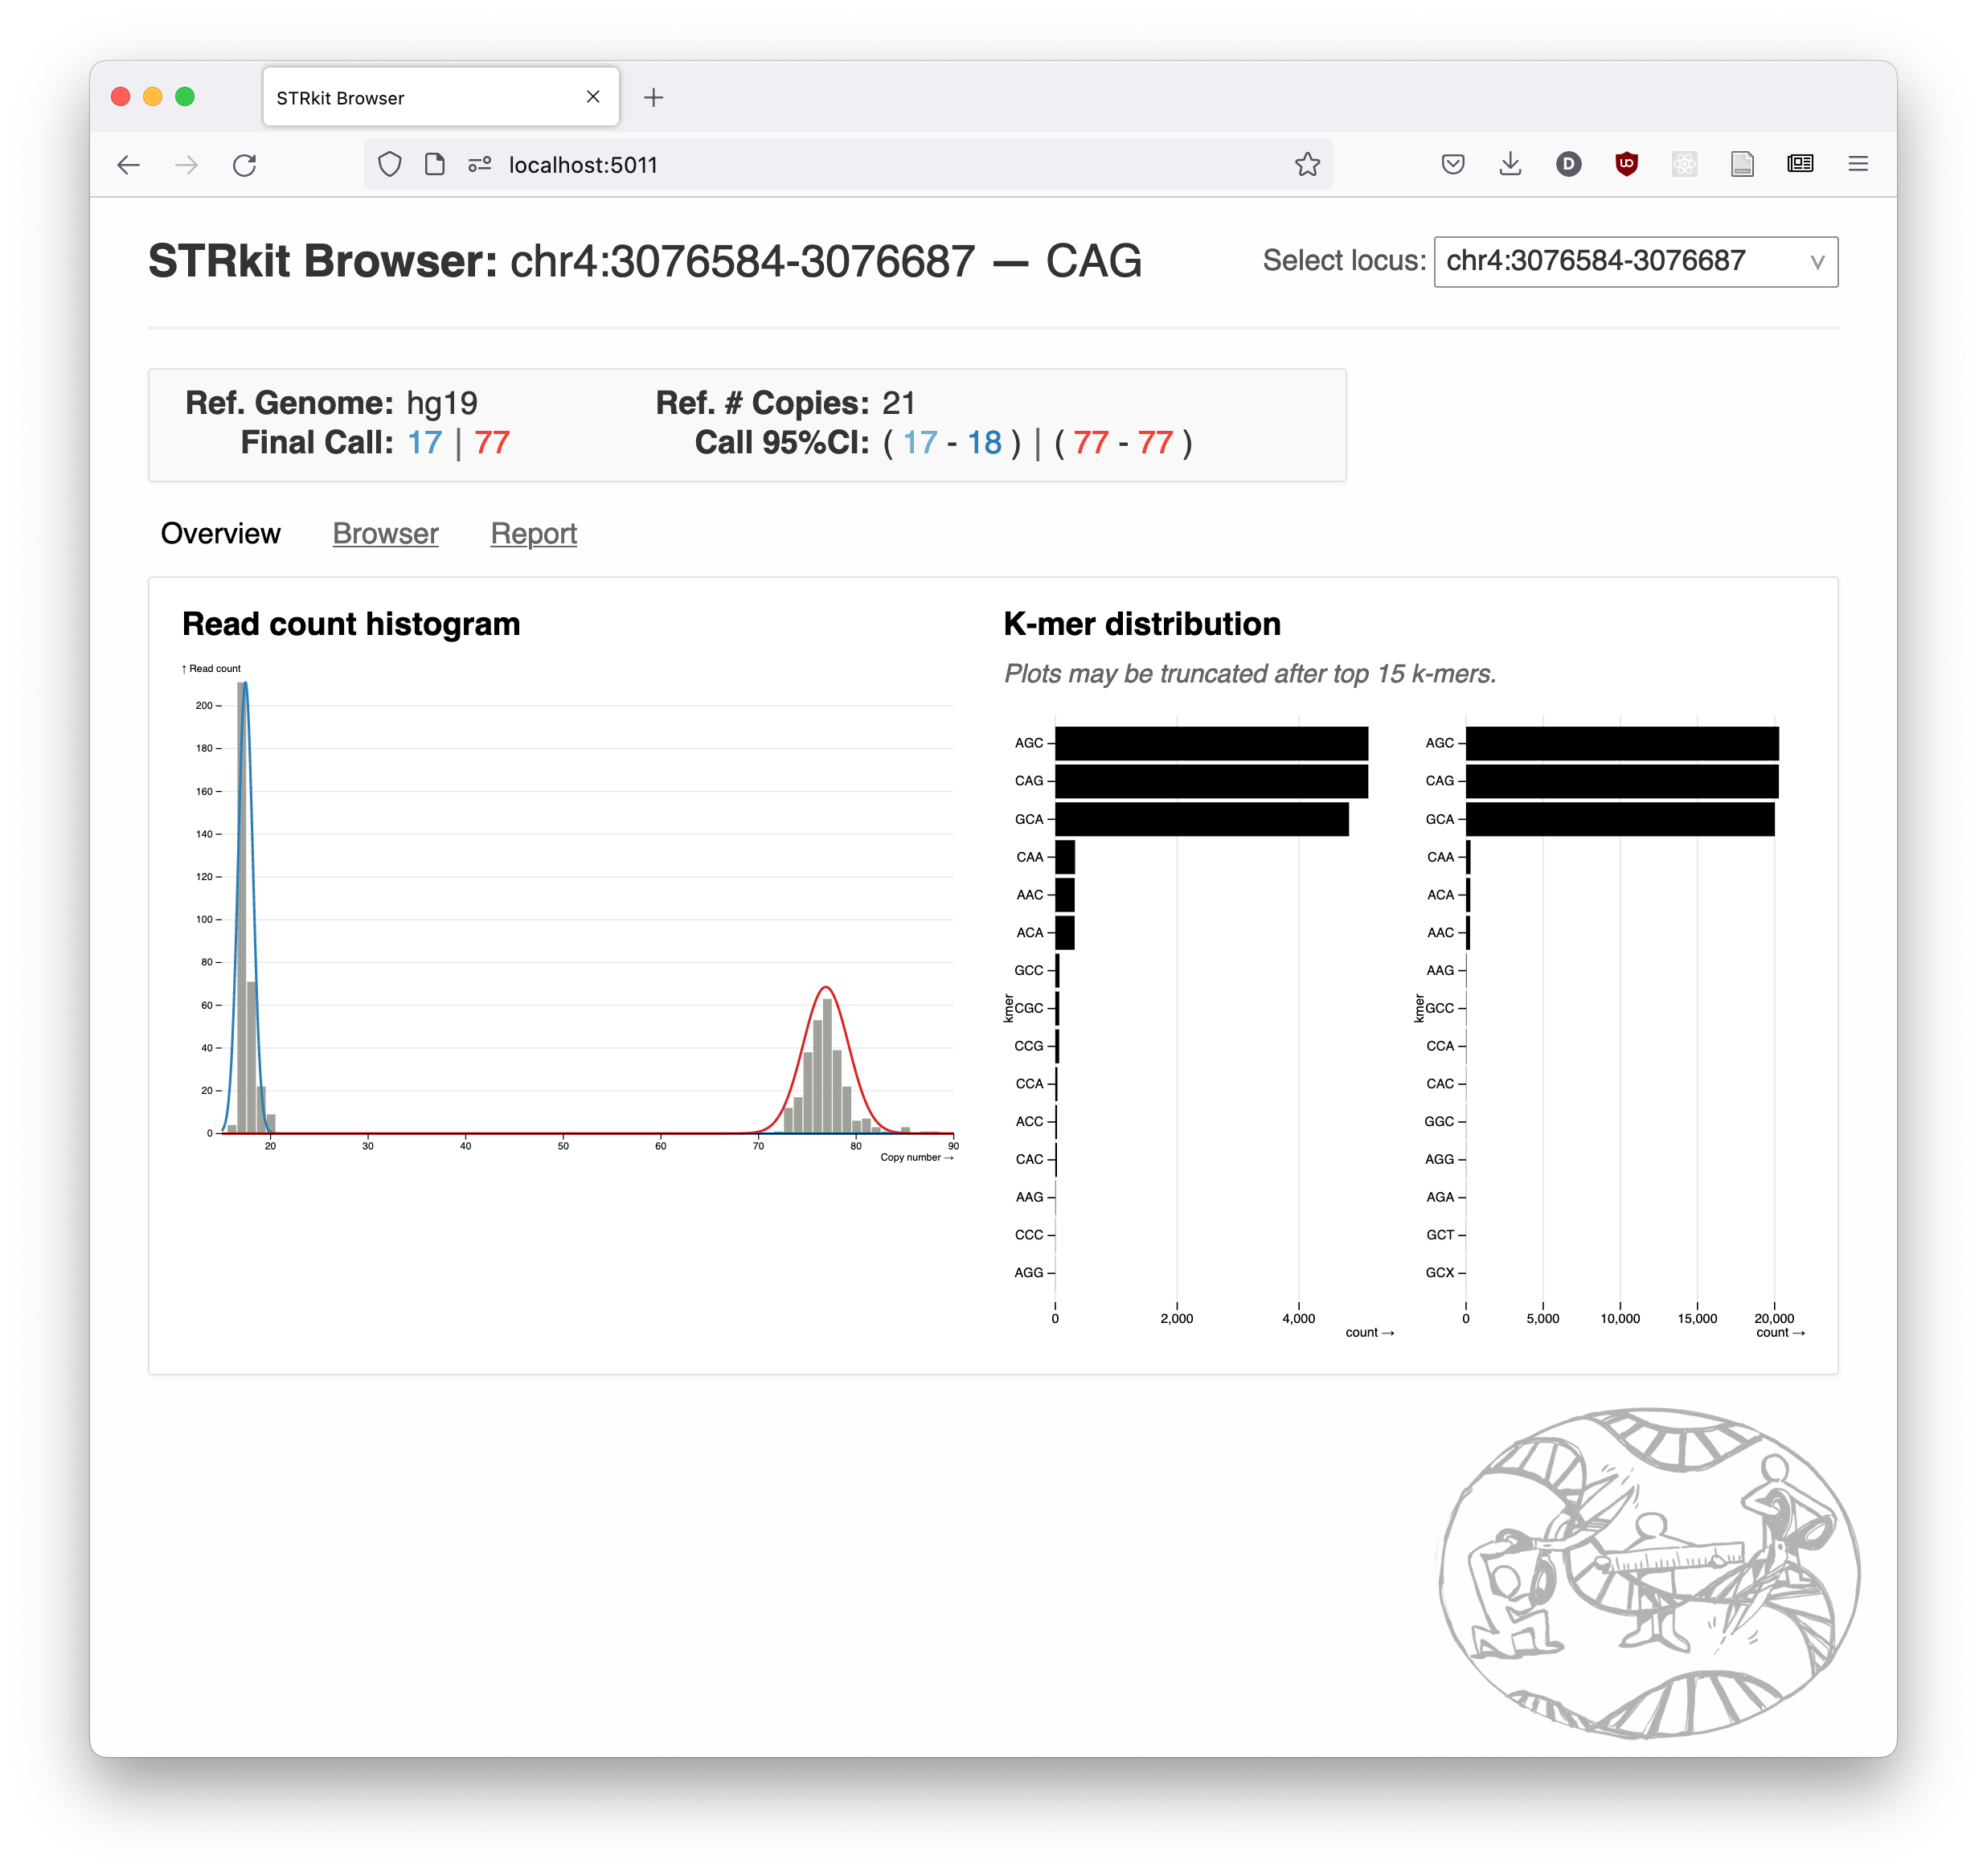 STRkit Browser
localhost:5011
D
uo
STRkit Browser: chr4:3076584-3076687 — CAG
Select locus: chr4:3076584-3076687
Ref. Genome: hg19
Ref. # Copies: 21
Final Call: 17 | 77
Call 95%CI: ( 17 - 18 ) | ( 77 - 77 )
Overview
Browser
Report
Read count histogram
↑ Read count
200
180
160
140
120
100
80
60
40
20
0
20 30 40 50 60 70 80 90
Copy number →
K-mer distribution
Plots may be truncated after top 15 k-mers.
AGC
CAG
GCA
CAA
AAC
ACA
GCC
kmer
CGC
CCG
CCA
ACC
CAC
AAG
CCC
AGG
0 2,000 4,000
count →
AGC
CAG
GCA
CAA
ACA
AAC
AAG
kmer
GCC
CCA
CAC
GGC
AGG
AGA
GCT
GCX
0 5,000 10,000 15,000 20,000
count →